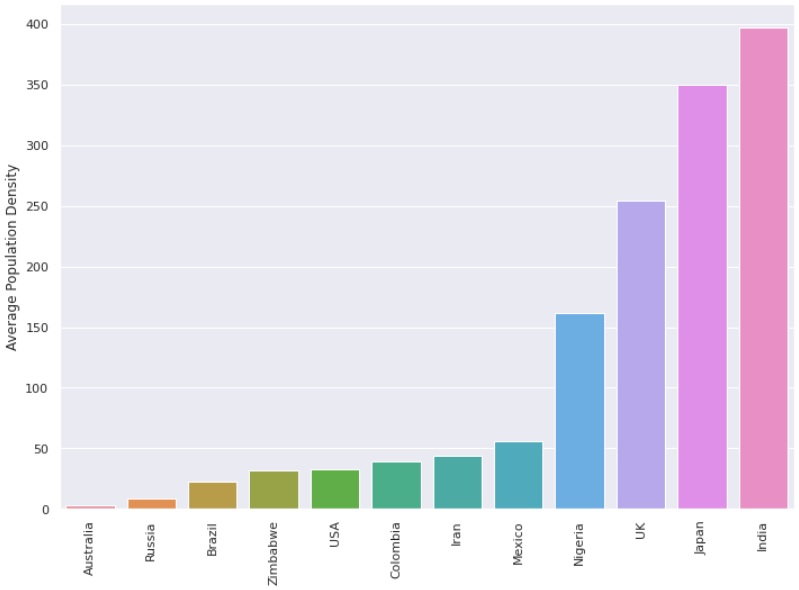 400
350
300
250
200
150
100
50
0
Average Population Density
Australia
Russia
Brazil
Zimbabwe
USA
Colombia
Iran
Mexico
Nigeria
UK
Japan
India